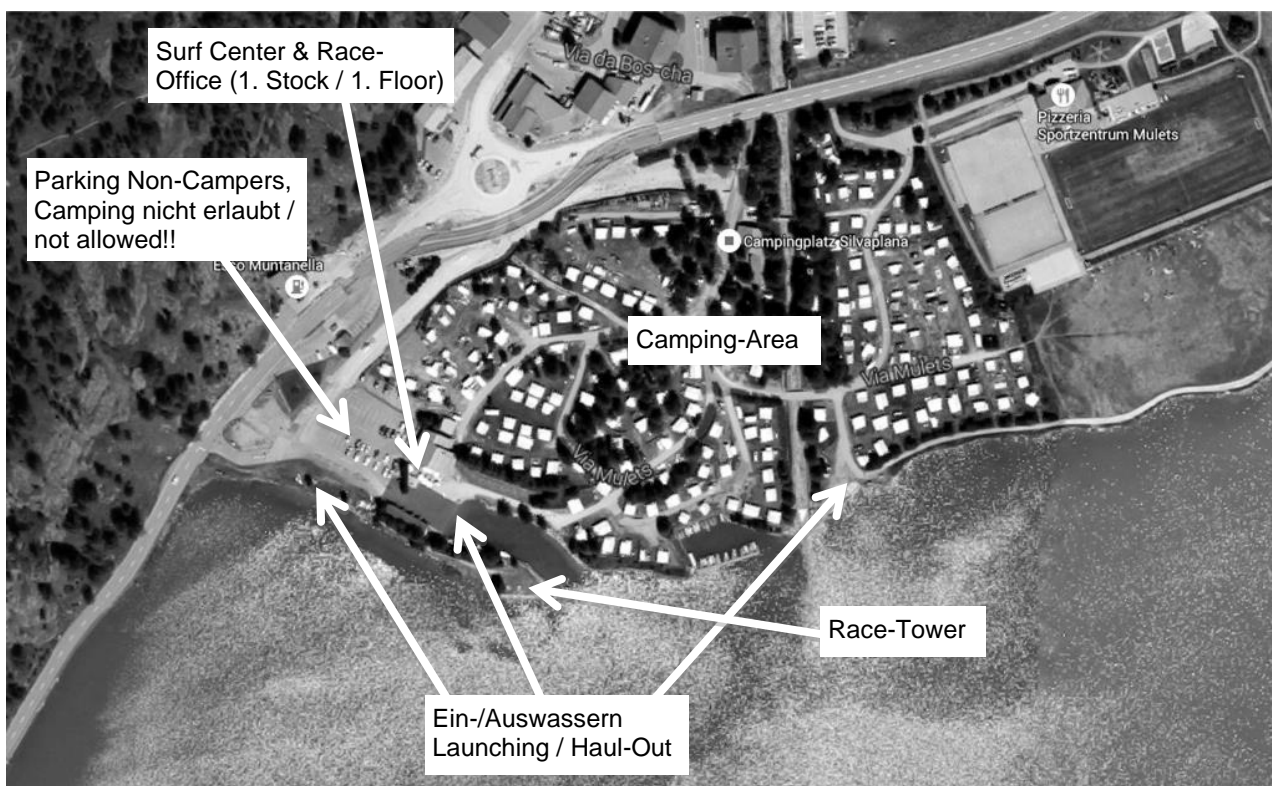 Surf Center & Race-
Office (1. Stock / 1. Floor)
Via da Bos-cha
Pizzeria
Sportzentrum Mulets
Parking Non-Campers,
Camping nicht erlaubt /
not allowed!!
Esso Muntanella
Campingplatz Silvaplana
Camping-Area
Via Mulets
Via Mulets
Race-Tower
Ein-/Auswassern
Launching / Haul-Out